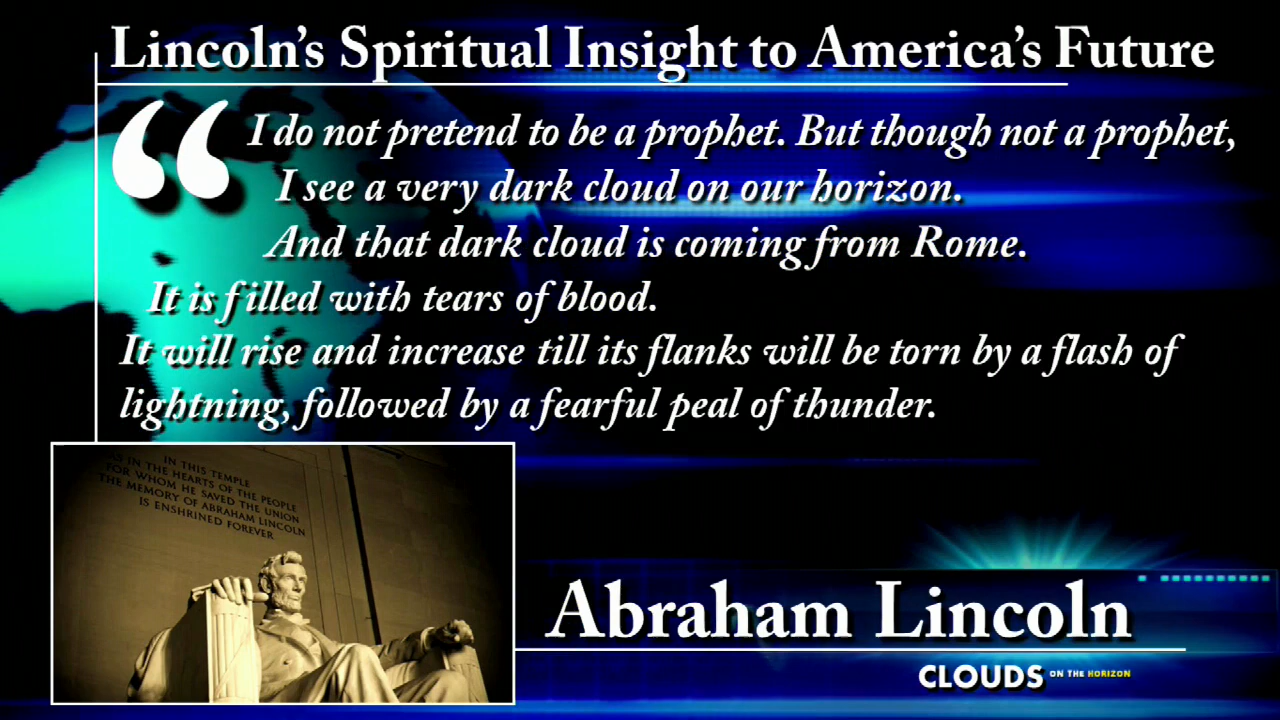 Lincoln's Spiritual Insight to America's Future
“I do not pretend to be a prophet. But though not a prophet,
I see a very dark cloud on our horizon.
And that dark cloud is coming from Rome.
It is filled with tears of blood.
It will rise and increase till its flanks will be torn by a flash of
lightning, followed by a fearful peal of thunder.
IN THIS TEMPLE
AS IN THE HEARTS OF THE PEOPLE
FOR WHOM HE SAVED THE UNION
THE MEMORY OF ABRAHAM LINCOLN
IS ENSHRINED FOREVER
Abraham Lincoln
CLOUDS ON THE HORIZON